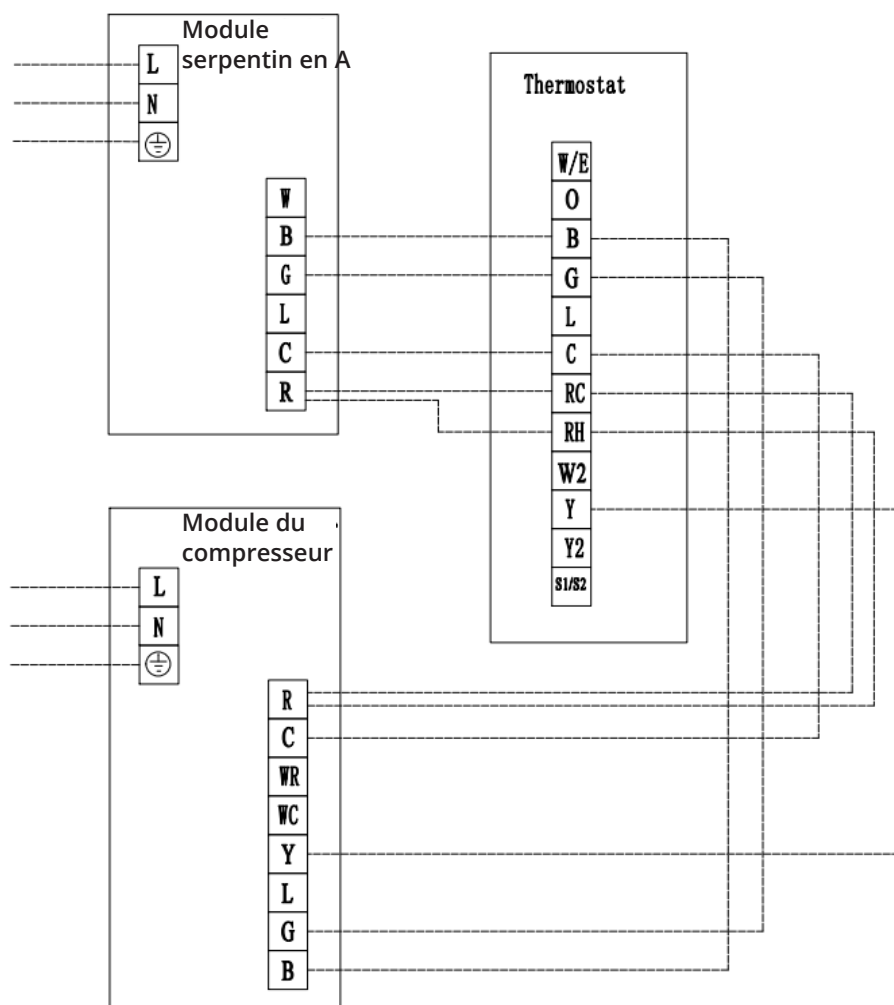 Module
serpentin en A
L
N
W
B
G
L
C
R
Thermostat
W/E
O
B
G
L
C
RC
RH
W2
Y
Y2
S1/S2
Module du
compresseur
L
N
R
C
WR
WC
Y
L
G
B